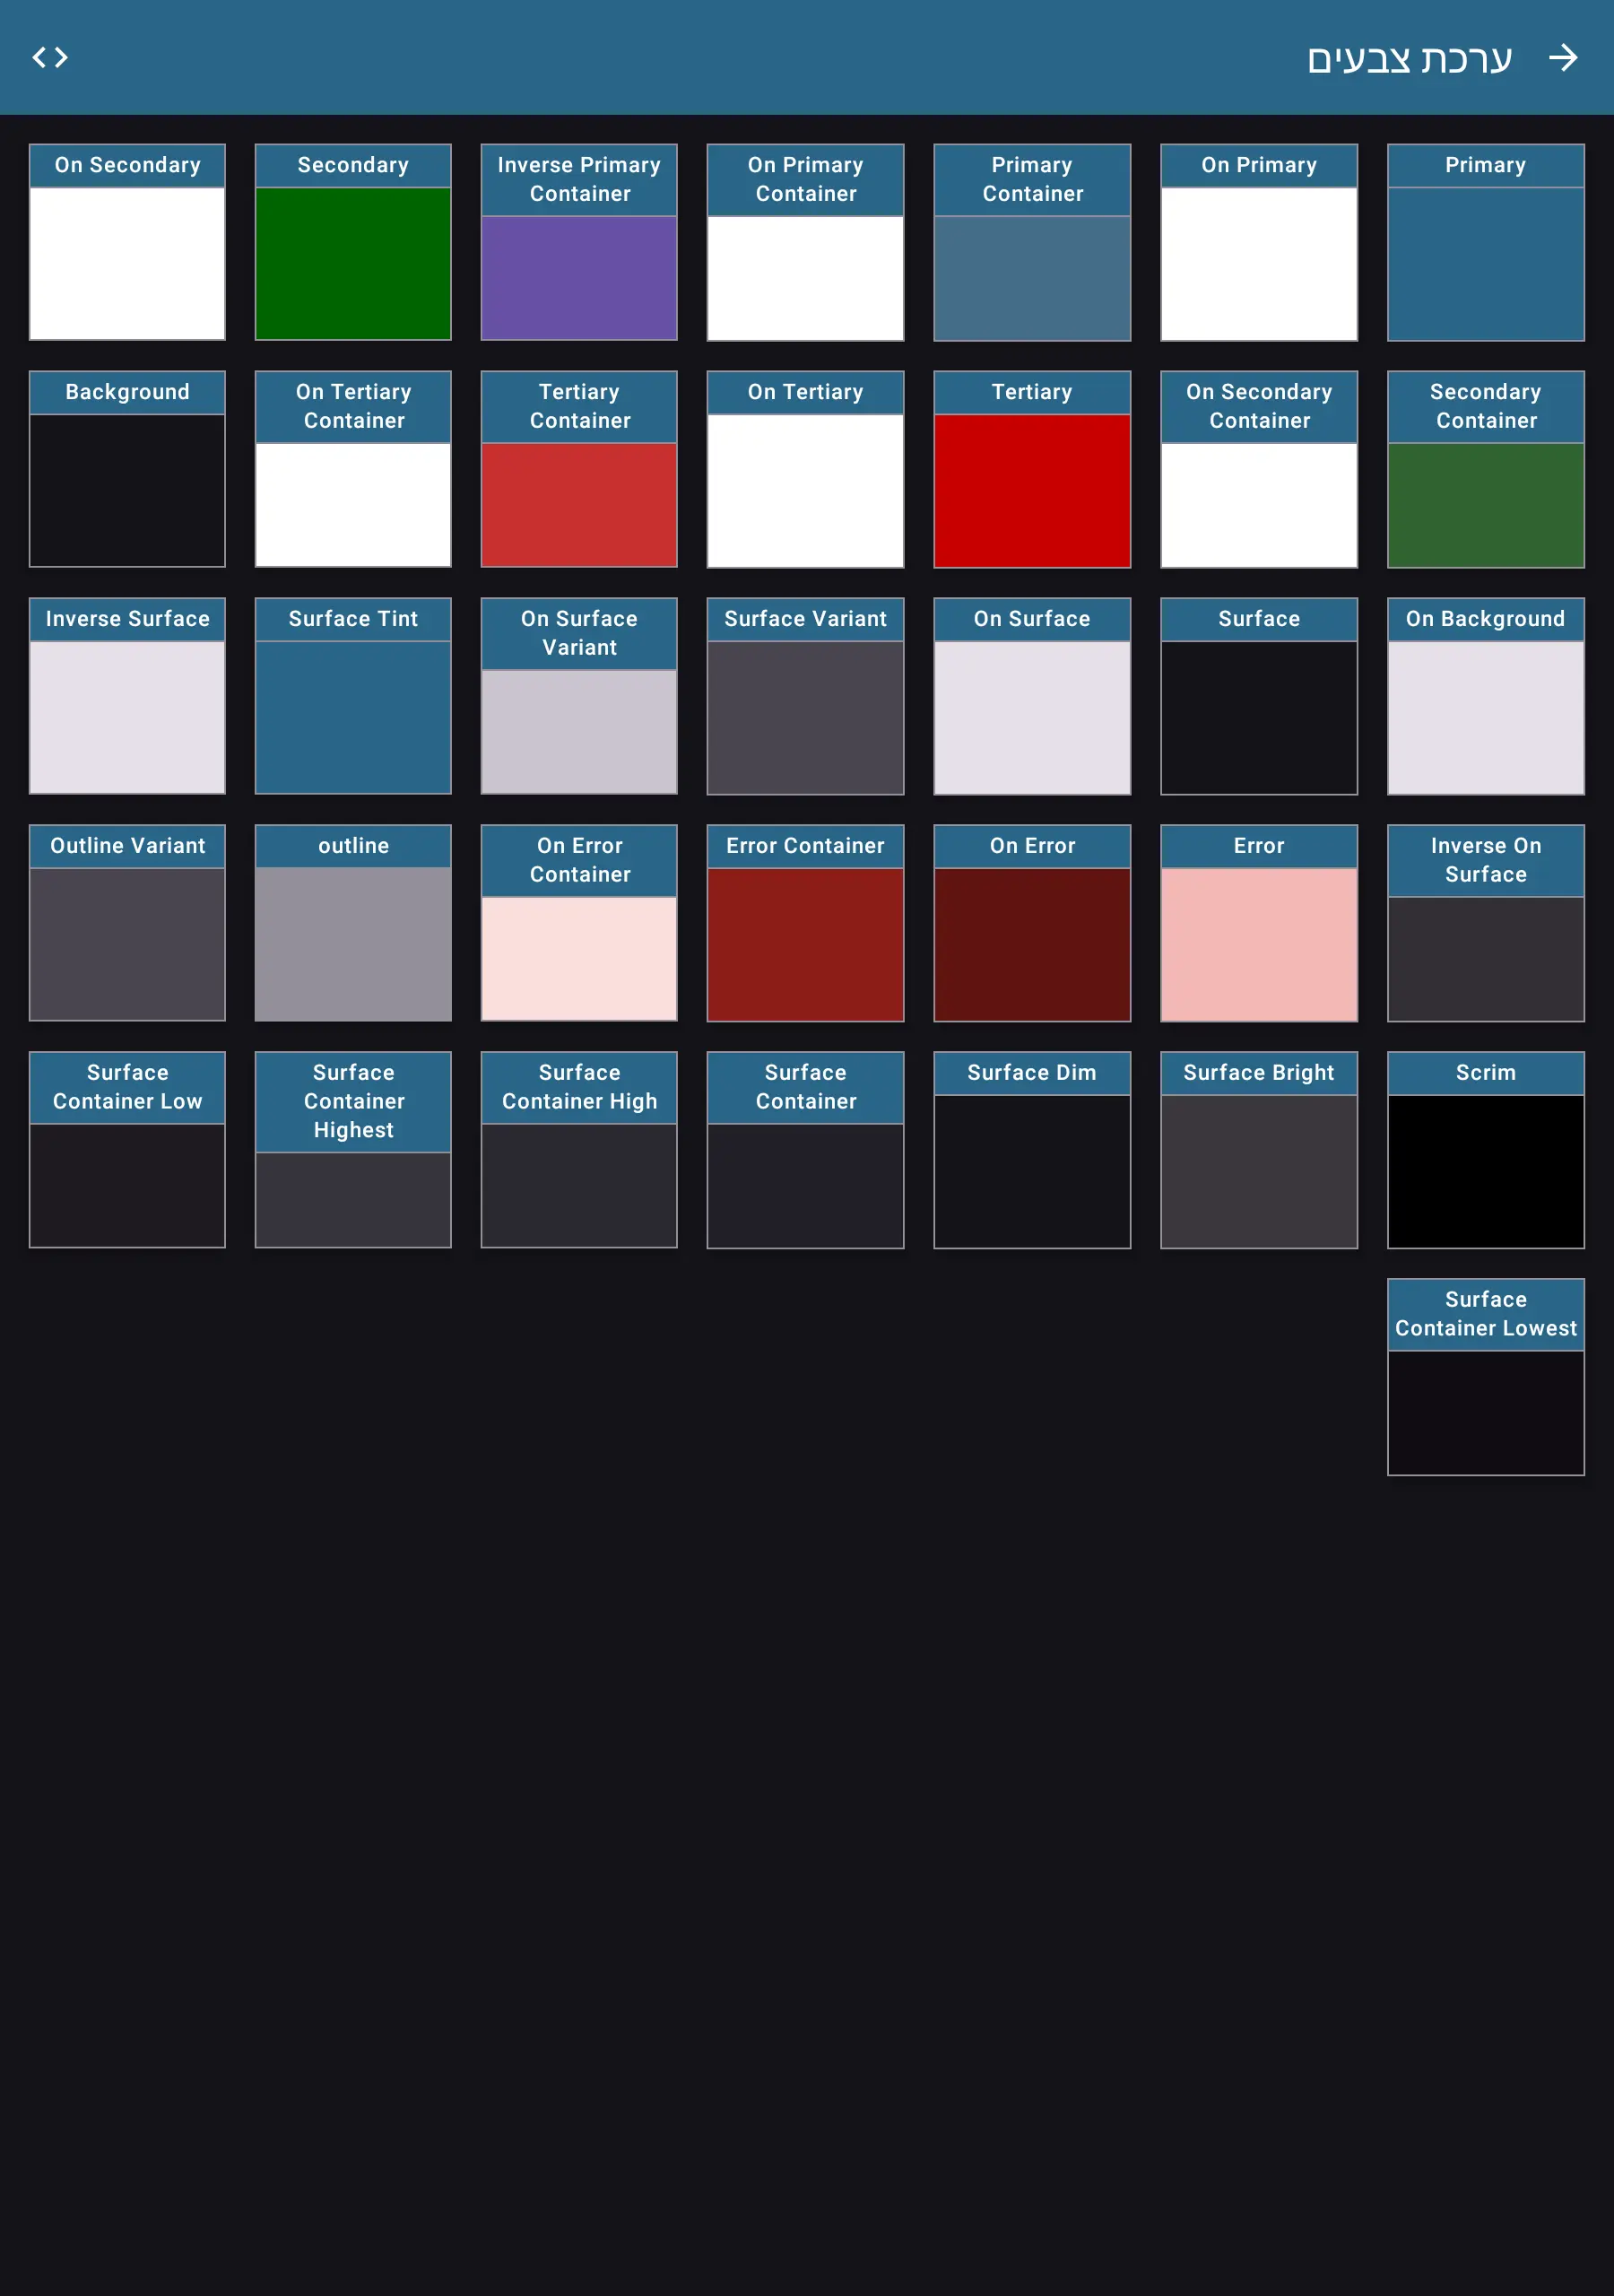 ערכת צבעים
Primary
On Primary
Primary
Container
On Primary
Container
Inverse Primary
Container
Secondary
On Secondary
Secondary
Container
On Secondary
Container
Tertiary
On Tertiary
Tertiary
Container
On Tertiary
Container
Background
On Background
Surface
On Surface
Surface Variant
On Surface
Variant
Surface Tint
Inverse Surface
Inverse On
Surface
Error
On Error
Error Container
On Error
Container
outline
Outline Variant
Scrim
Surface Bright
Surface Dim
Surface
Container
Surface
Container High
Surface
Container
Highest
Surface
Container Low
Surface
Container Lowest